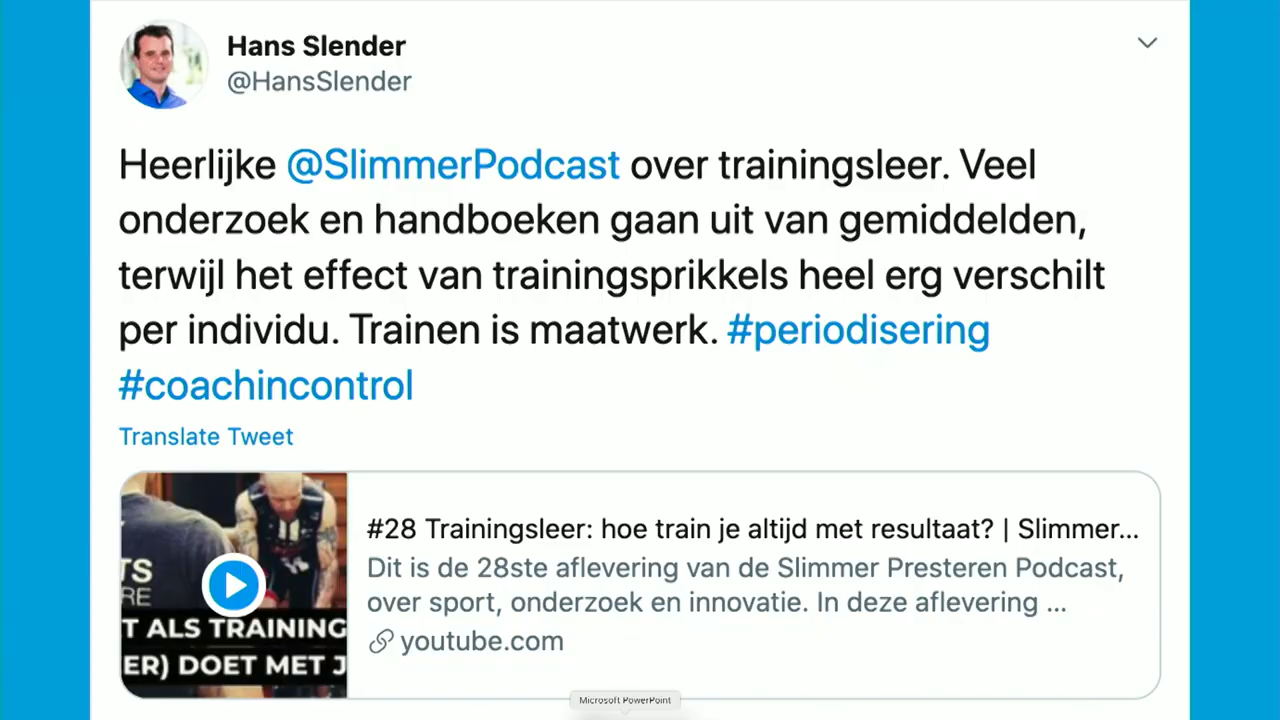 Hans Slender
@HansSlender
Heerlijke @SlimmerPodcast over trainingsleer. Veel
onderzoek en handboeken gaan uit van gemiddelden,
terwijl het effect van trainingsprikkels heel erg verschilt
per individu. Trainen is maatwerk. #periodisering
#coachincontrol
Translate Tweet
TS
RE
T ALS TRAINING
ER) DOET MET J
#28 Trainingsleer: hoe train je altijd met resultaat? | Slimmer...
Dit is de 28ste aflevering van de Slimmer Presteren Podcast,
over sport, onderzoek en innovatie. In deze aflevering ...
youtube.com
Microsoft PowerPoint